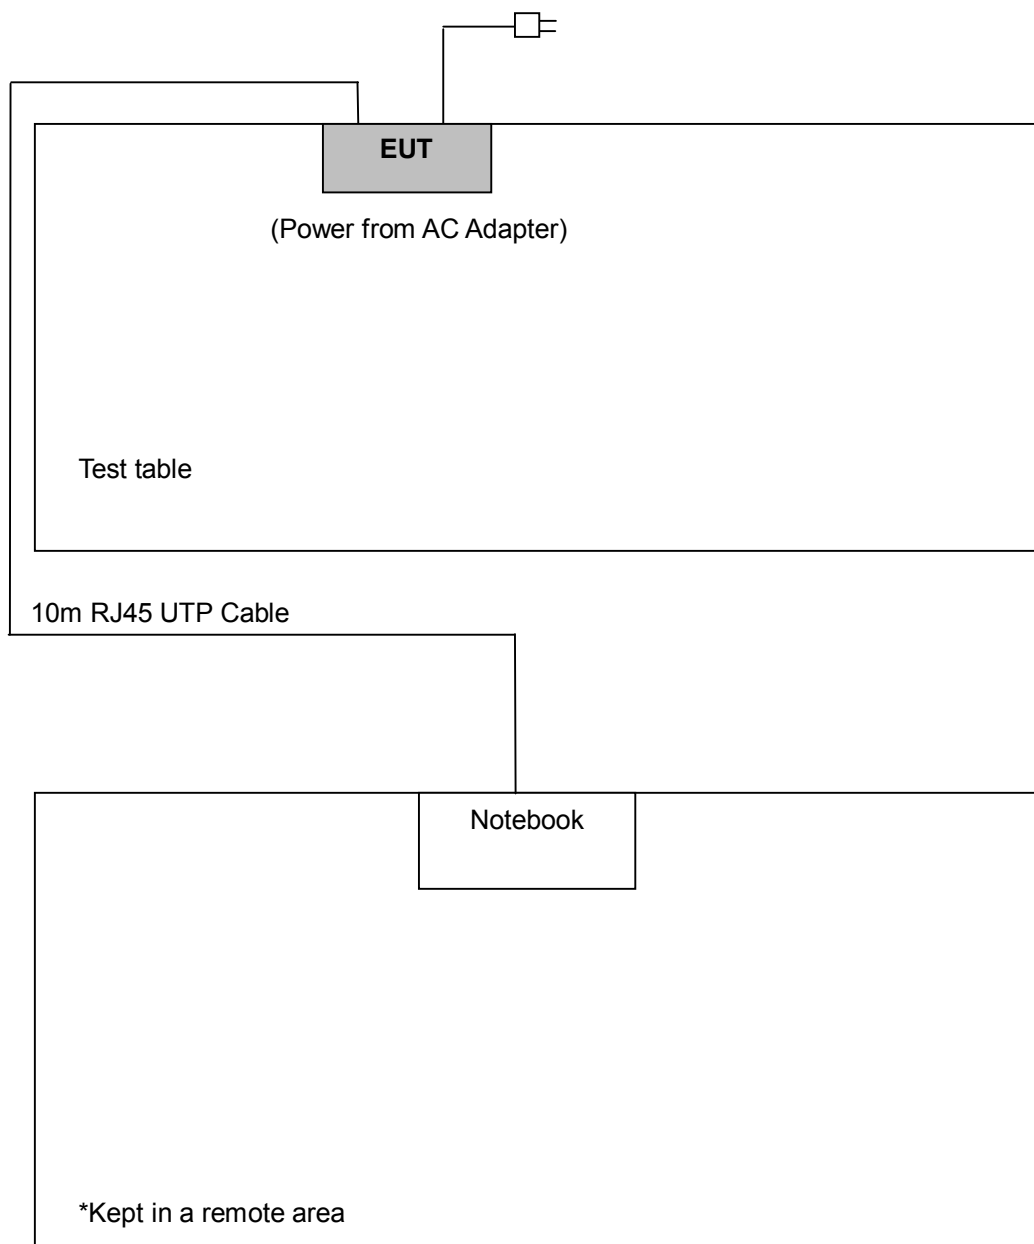 EUT
(Power from AC Adapter)
Test table
10m RJ45 UTP Cable
Notebook
*Kept in a remote area